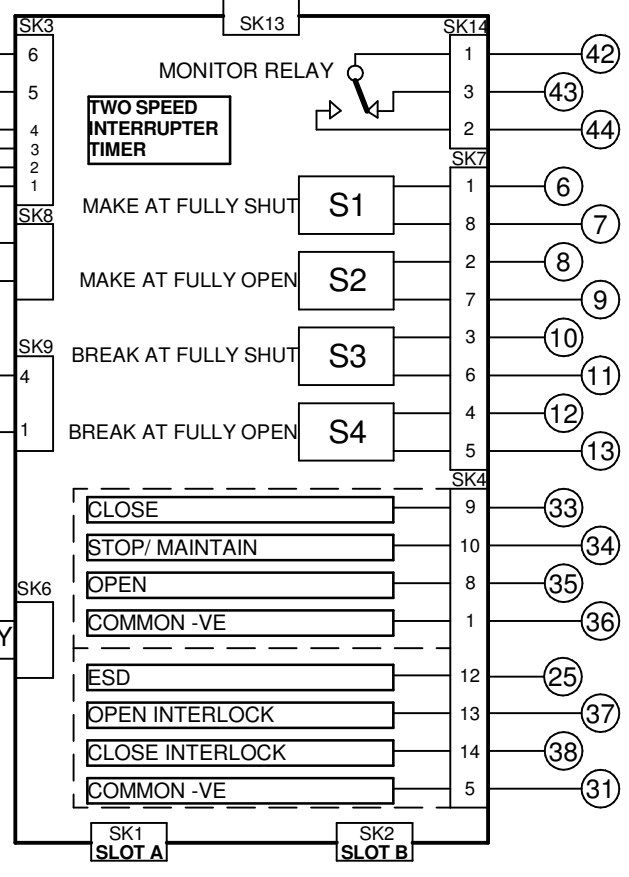 SK3
SK13
SK14
6
MONITOR RELAY
1
42
5
TWO SPEED
INTERRUPTER
TIMER
3
43
4
2
44
3
2
1
SK7
MAKE AT FULLY SHUT
S1
1
6
8
7
SK8
MAKE AT FULLY OPEN
S2
2
8
7
9
SK9
BREAK AT FULLY SHUT
S3
3
10
4
6
11
BREAK AT FULLY OPEN
S4
4
12
1
5
13
SK4
CLOSE
9
33
STOP/ MAINTAIN
10
34
SK6
OPEN
8
35
COMMON -VE
1
36
Y
ESD
12
25
OPEN INTERLOCK
13
37
CLOSE INTERLOCK
14
38
COMMON -VE
5
31
SK1
SLOT A
SK2
SLOT B